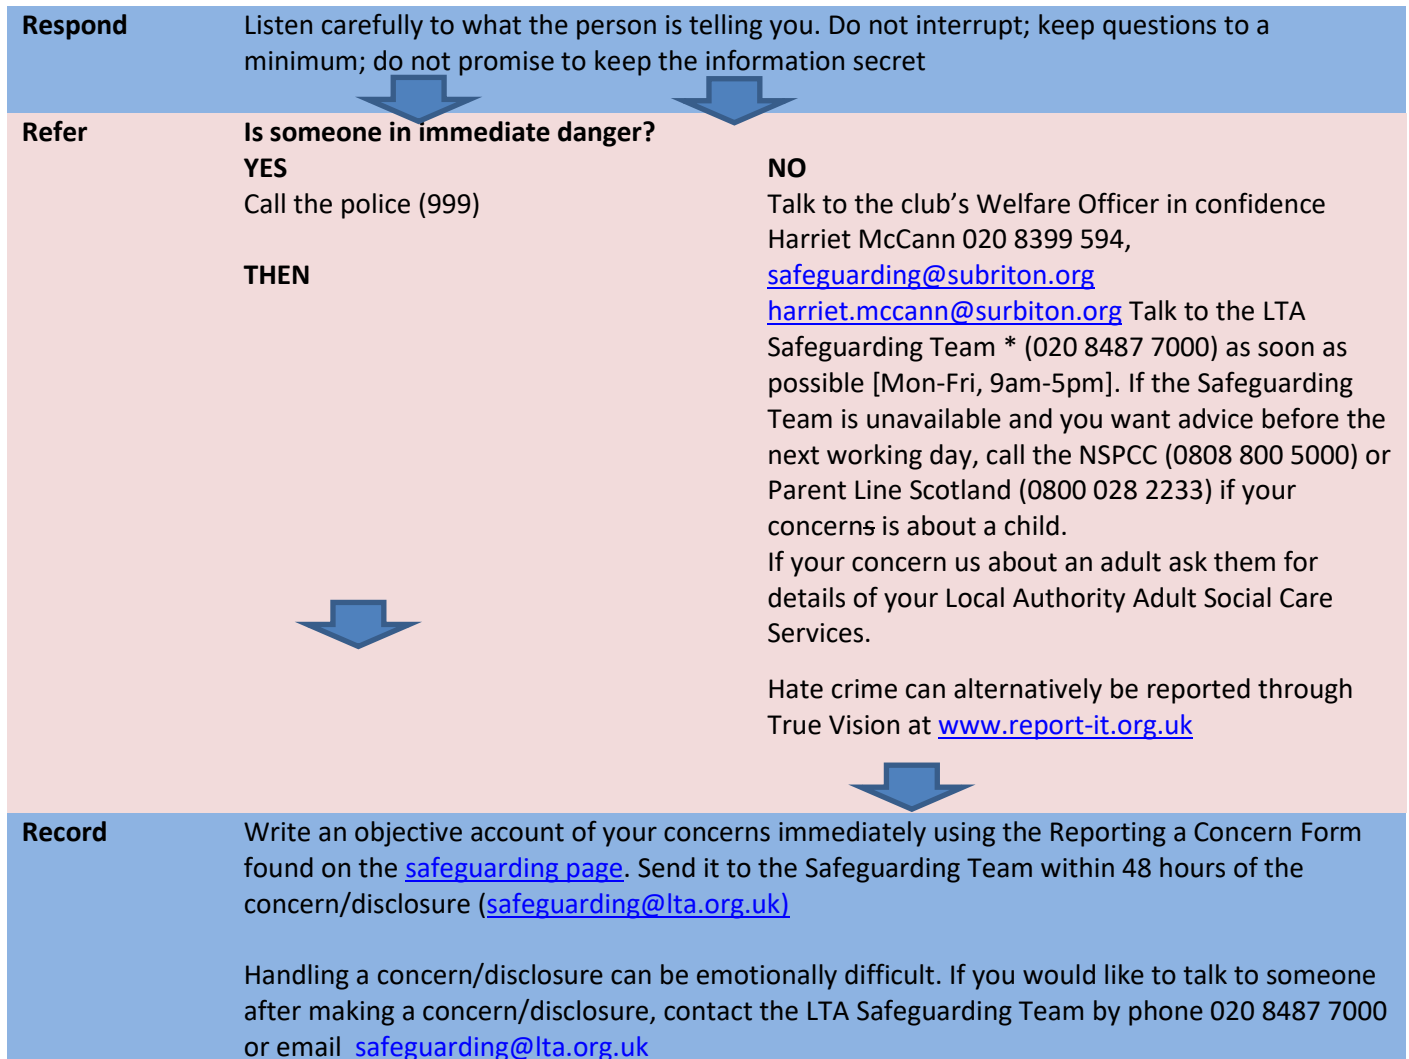 Respond
Listen carefully to what the person is telling you. Do not interrupt; keep questions to a
minimum; do not promise to keep the information secret
Refer
Is someone in immediate danger?
YES
Call the police (999)
THEN
NO
Talk to the club’s Welfare Officer in confidence
Harriet McCann 020 8399 594,
safeguarding@subriton.org
harriet.mccann@surbiton.org Talk to the LTA
Safeguarding Team * (020 8487 7000) as soon as
possible [Mon-Fri, 9am-5pm]. If the Safeguarding
Team is unavailable and you want advice before the
next working day, call the NSPCC (0808 800 5000) or
Parent Line Scotland (0800 028 2233) if your
concerns is about a child.
If your concern us about an adult ask them for
details of your Local Authority Adult Social Care
Services.
Hate crime can alternatively be reported through
True Vision at www.report-it.org.uk
Record
Write an objective account of your concerns immediately using the Reporting a Concern Form
found on the safeguarding page. Send it to the Safeguarding Team within 48 hours of the
concern/disclosure (safeguarding@lta.org.uk)
Handling a concern/disclosure can be emotionally difficult. If you would like to talk to someone
after making a concern/disclosure, contact the LTA Safeguarding Team by phone 020 8487 7000
or email safeguarding@lta.org.uk